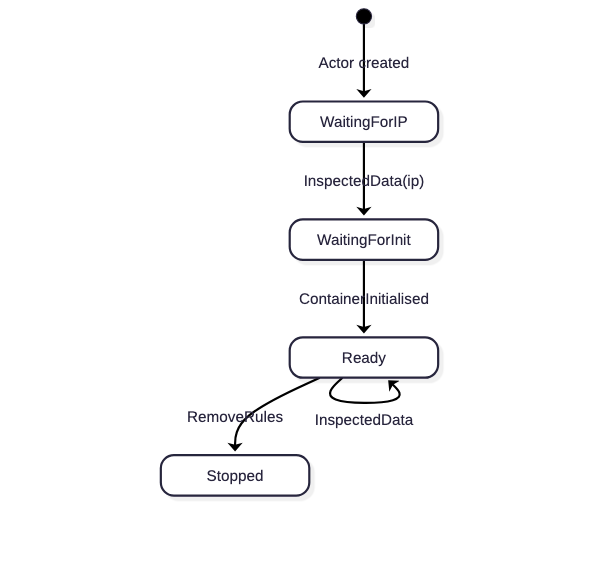 Actor created
WaitingForIP
InspectedData(ip)
WaitingForInit
ContainerInitialised
Ready
RemoveRules
InspectedData
Stopped